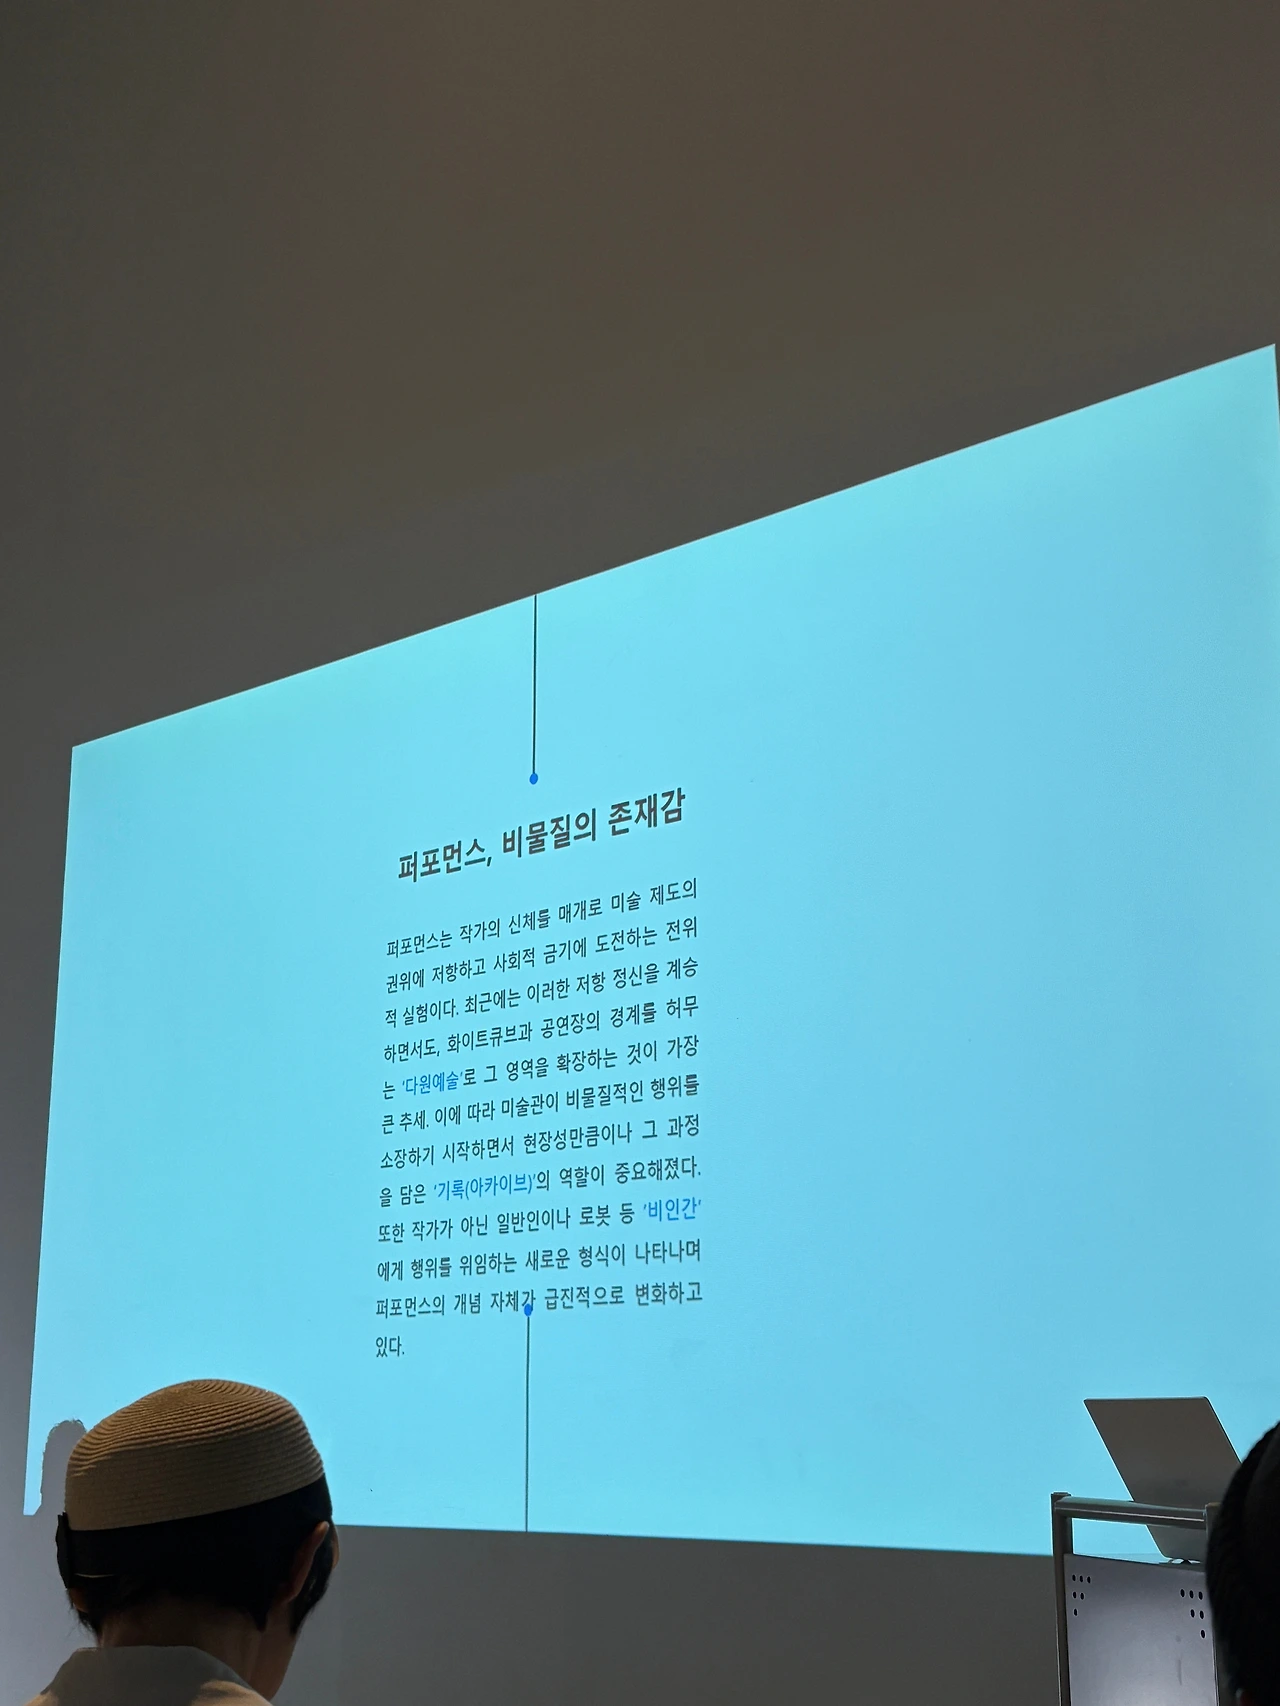 퍼포먼스, 비물질의 존재감
퍼포먼스는 작가의 신체를 매개로 미술 제도의
권위에 저항하고 사회적 금기에 도전하는 전위
적 실험이다. 최근에는 이러한 저항 정신을 계승
하면서도, 화이트큐브과 공연장의 경계를 허무
는 '다원예술'로 그 영역을 확장하는 것이 가장
큰 추세. 이에 따라 미술관이 비물질적인 행위를
소장하기 시작하면서 현장성만큼이나 그 과정
을 담은 '기록(아카이브)'의 역할이 중요해졌다.
또한 작가가 아닌 일반인이나 로봇 등 '비인간'
에게 행위를 위임하는 새로운 형식이 나타나며
퍼포먼스의 개념 자체가 급진적으로 변화하고
있다.